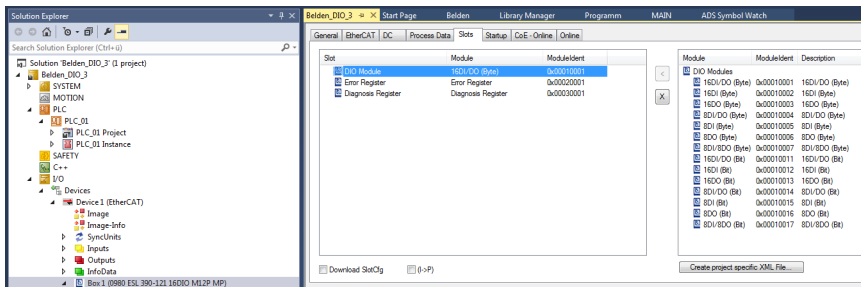 Solution Explorer
Search Solution Explorer (Ctrl+ü)
Solution 'Belden_DIO_3' (1 project)
Belden_DIO_3
SYSTEM
MOTION
PLC
PLC_01
PLC_01 Project
PLC_01 Instance
SAFETY
C++
I/O
Devices
Device 1 (EtherCAT)
Image
Image-Info
SyncUnits
Inputs
Outputs
InfoData
Box 1 (0980 ESL 390-121 16DIO M12P MP)
Belden_DIO_3 Start Page Belden Library Manager Programm MAIN ADS Symbol Watch
General EtherCAT DC Process Data Slots Startup CoE - Online Online
Slot Module ModuleIdent
DIO Module 16DI/DO (Byte) 0x00010001
Error Register Error Register 0x00020001
Diagnosis Register Diagnosis Register 0x00030001
<
X
Module ModuleIdent Description
DIO Modules
16DI/DO (Byte) 0x00010001 16DI/DO (Byte)
16DI (Byte) 0x00010002 16DI (Byte)
16DO (Byte) 0x00010003 16DO (Byte)
8DI/DO (Byte) 0x00010004 8DI/DO (Byte)
8DI (Byte) 0x00010005 8DI (Byte)
8DO (Byte) 0x00010006 8DO (Byte)
8DI/8DO (Byte) 0x00010007 8DI/8DO (Byte)
16DI/DO (Bit) 0x00010011 16DI/DO (Bit)
16DI (Bit) 0x00010012 16DI (Bit)
16DO (Bit) 0x00010013 16DO (Bit)
8DI/DO (Bit) 0x00010014 8DI/DO (Bit)
8DI (Bit) 0x00010015 8DI (Bit)
8DO (Bit) 0x00010016 8DO (Bit)
8DI/8DO (Bit) 0x00010017 8DI/8DO (Bit)
Download SlotCfg (I->P) Create project specific XML File...